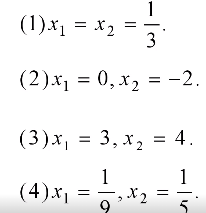 (1) x₁ = x₂ = 1/3.
(2) x₁ = 0, x₂ = −2.
(3) x₁ = 3, x₂ = 4.
(4) x₁ = 1/9, x₂ = 1/5.